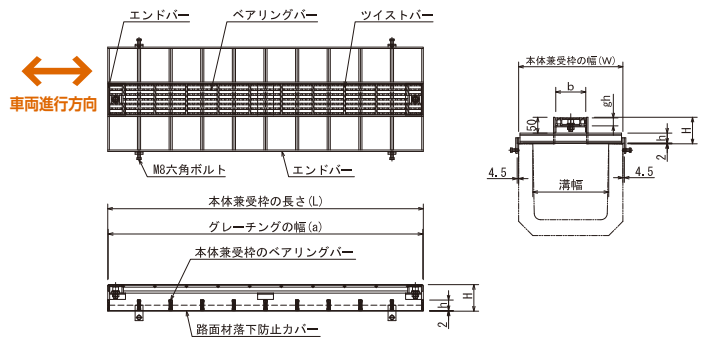 エンドバー
ベアリングバー
ツイストバー
車両進行方向
M8六角ボルト
エンドバー
本体兼受枠の幅(W)
b
gh
50
h
H
2
4.5
溝幅
4.5
本体兼受枠の長さ(L)
グレーチングの幅(a)
本体兼受枠のベアリングバー
h
H
2
路面材落下防止カバー